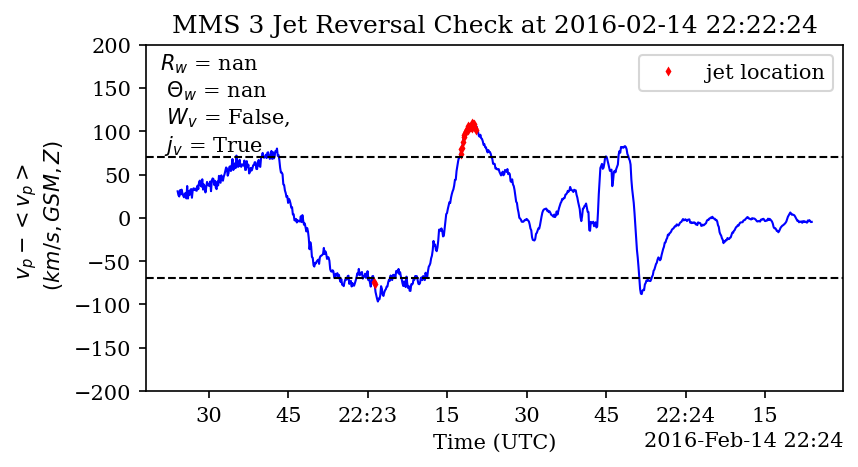 MMS 3 Jet Reversal Check at 2016-02-14 22:22:24
R_w = nan
Θ_w = nan
W_v = False,
j_v = True
jet location
200
150
100
50
0
−50
−100
−150
−200
v_p − < v_p >
(km/s, GSM, Z)
30 45 22:23 15 30 45 22:24 15
Time (UTC)
2016-Feb-14 22:24